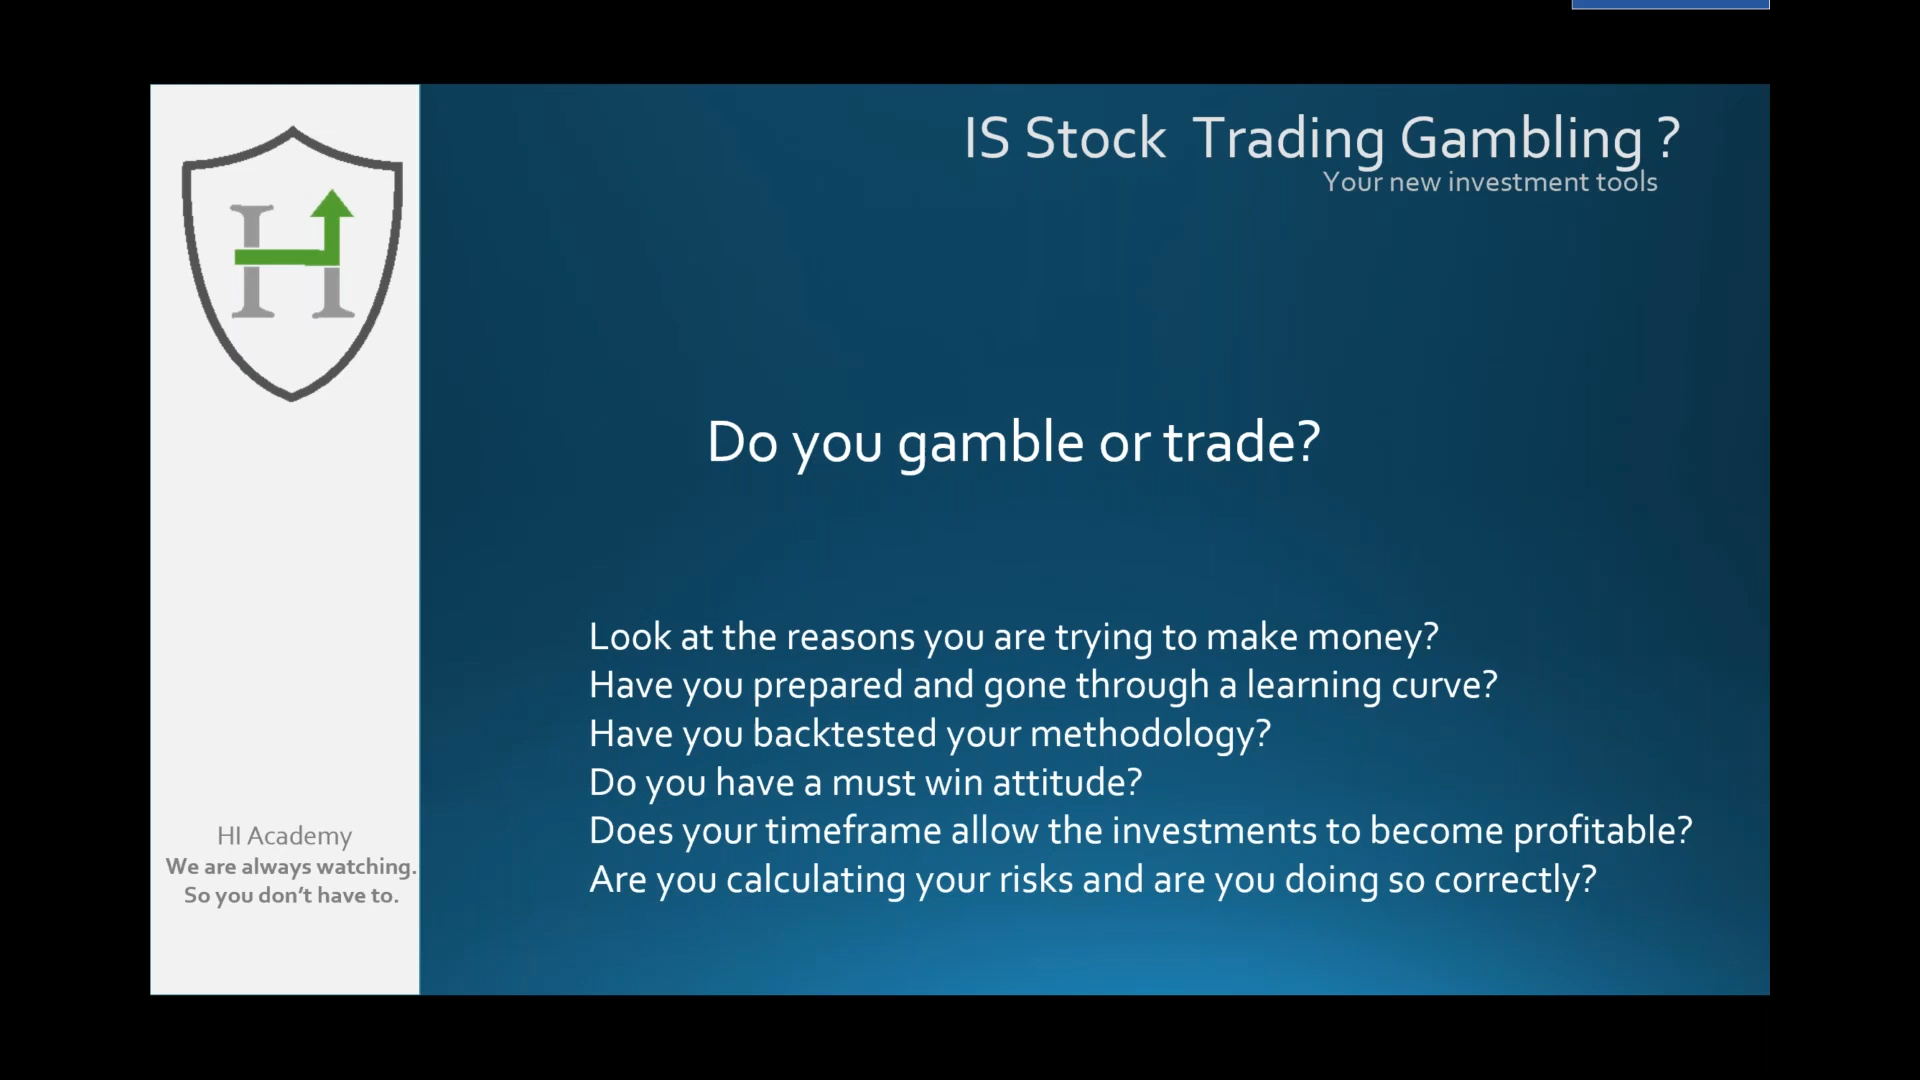 IS Stock  Trading Gambling ?
Your new investment tools
H
Do you gamble or trade?
Look at the reasons you are trying to make money?
Have you prepared and gone through a learning curve?
Have you backtested your methodology?
Do you have a must win attitude?
Does your timeframe allow the investments to become profitable?
Are you calculating your risks and are you doing so correctly?
HI Academy
We are always watching.
So you don’t have to.